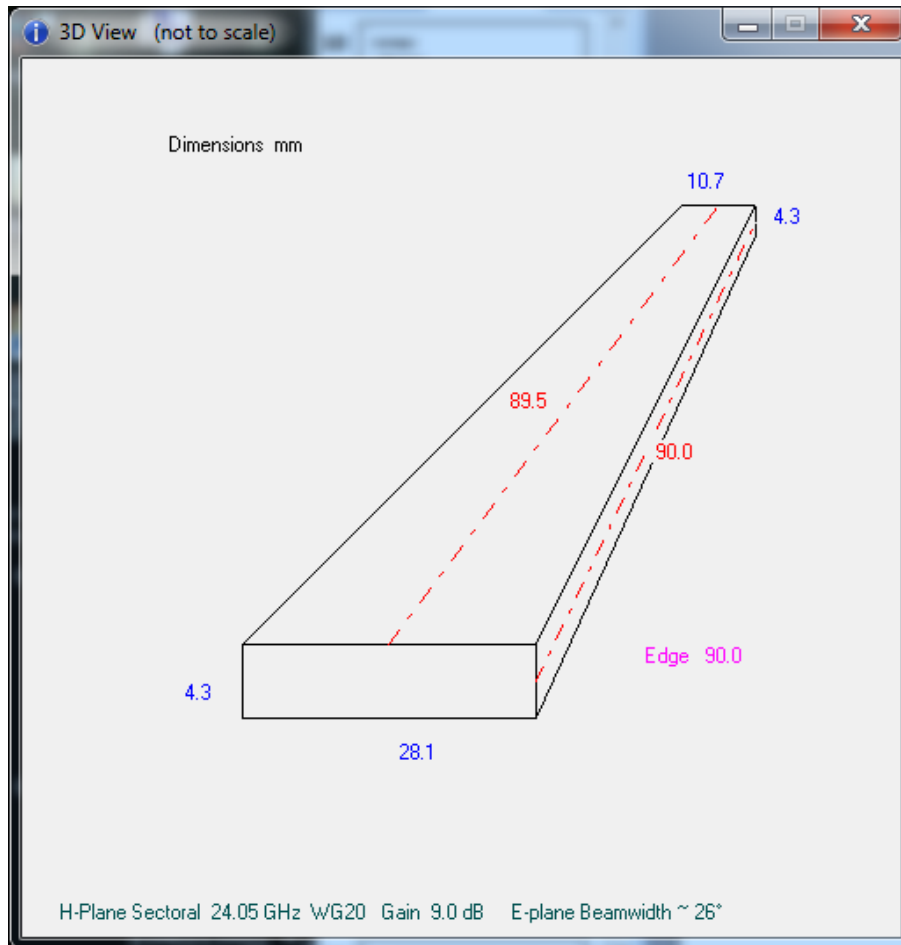 3D View (not to scale)
Dimensions mm
10.7
4.3
89.5
90.0
Edge 90.0
4.3
28.1
H-Plane Sectoral 24.05 GHz WG20 Gain 9.0 dB E-plane Beamwidth ~ 26°